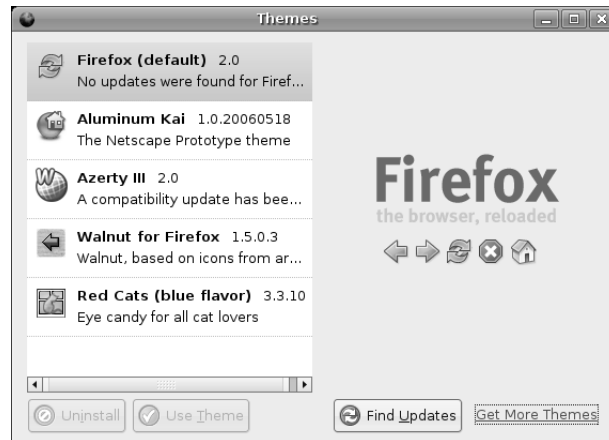 Themes
Firefox (default) 2.0
No updates were found for Firef...
Aluminum Kai 1.0.20060518
The Netscape Prototype theme
Azerty III 2.0
A compatibility update has bee...
Walnut for Firefox 1.5.0.3
Walnut, based on icons from ar...
Red Cats (blue flavor) 3.3.10
Eye candy for all cat lovers
Firefox
the browser, reloaded
Uninstall Use Theme Find Updates Get More Themes